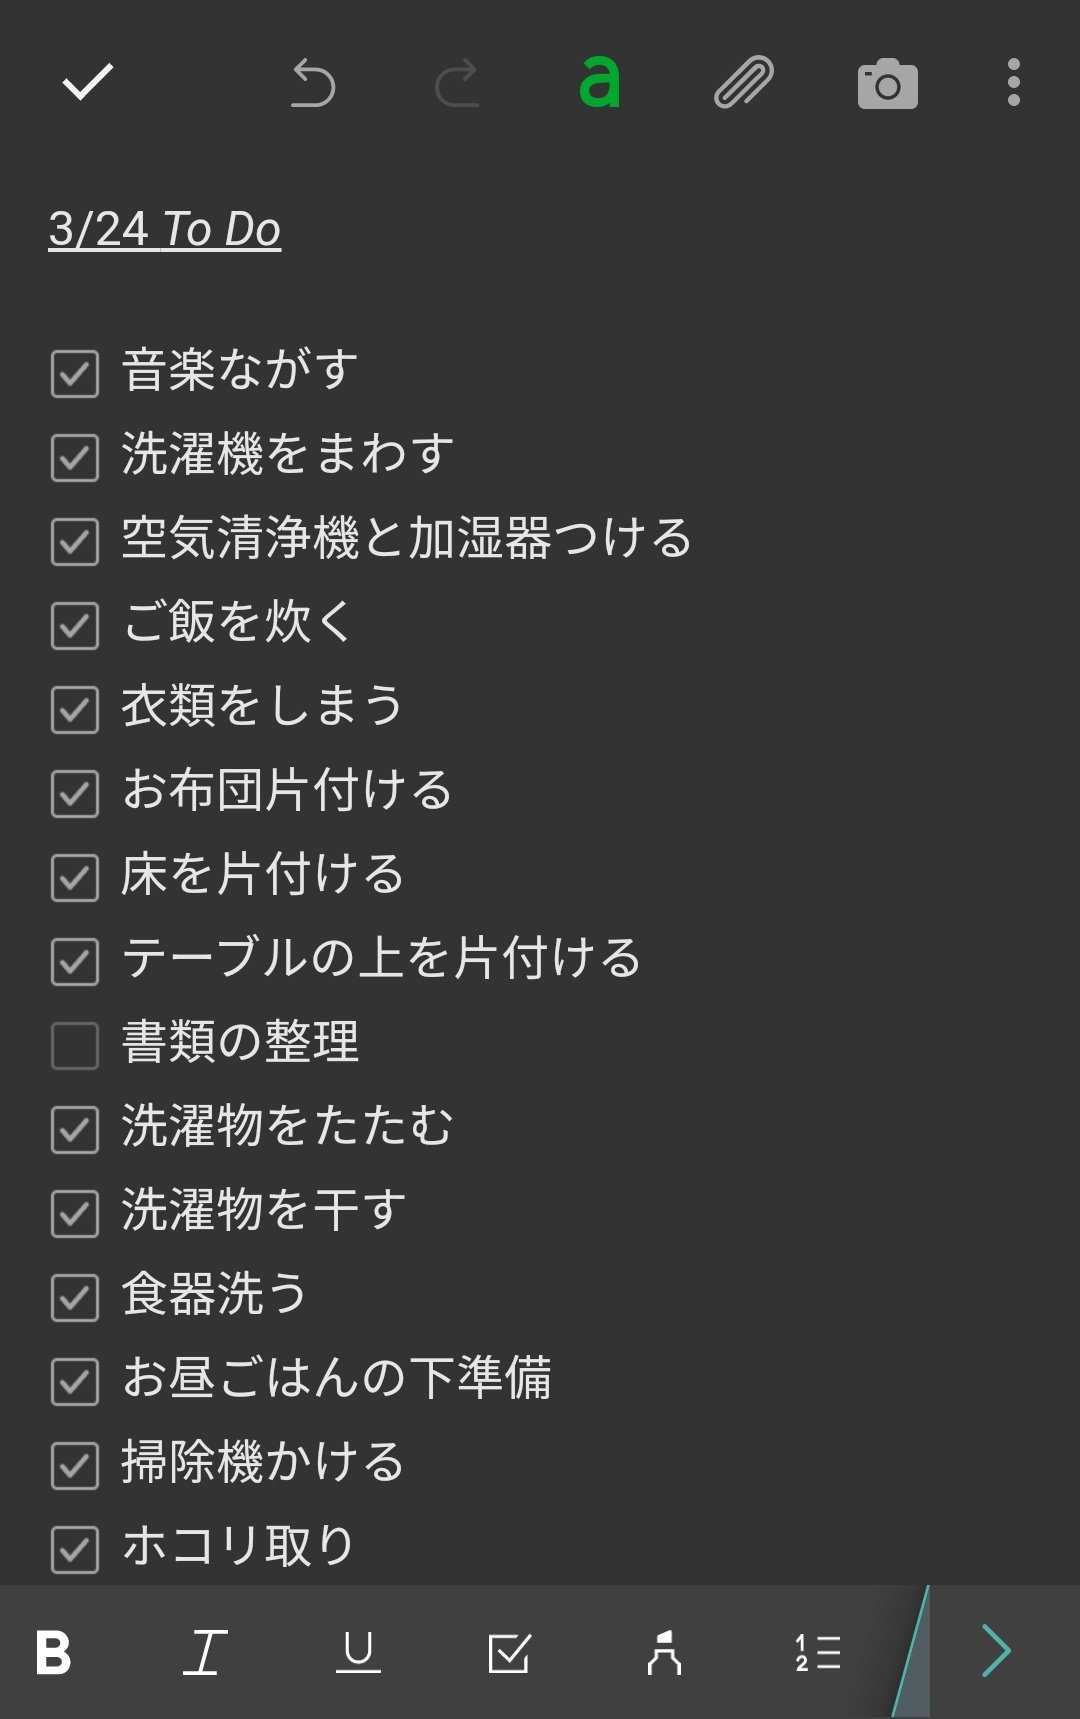 3/24 To Do
音楽ながす
洗濯機をまわす
空気清浄機と加湿器つける
ご飯を炊く
衣類をしまう
お布団片付ける
床を片付ける
テーブルの上を片付ける
書類の整理
洗濯物をたたむ
洗濯物を干す
食器洗う
お昼ごはんの下準備
掃除機かける
ホコリ取り